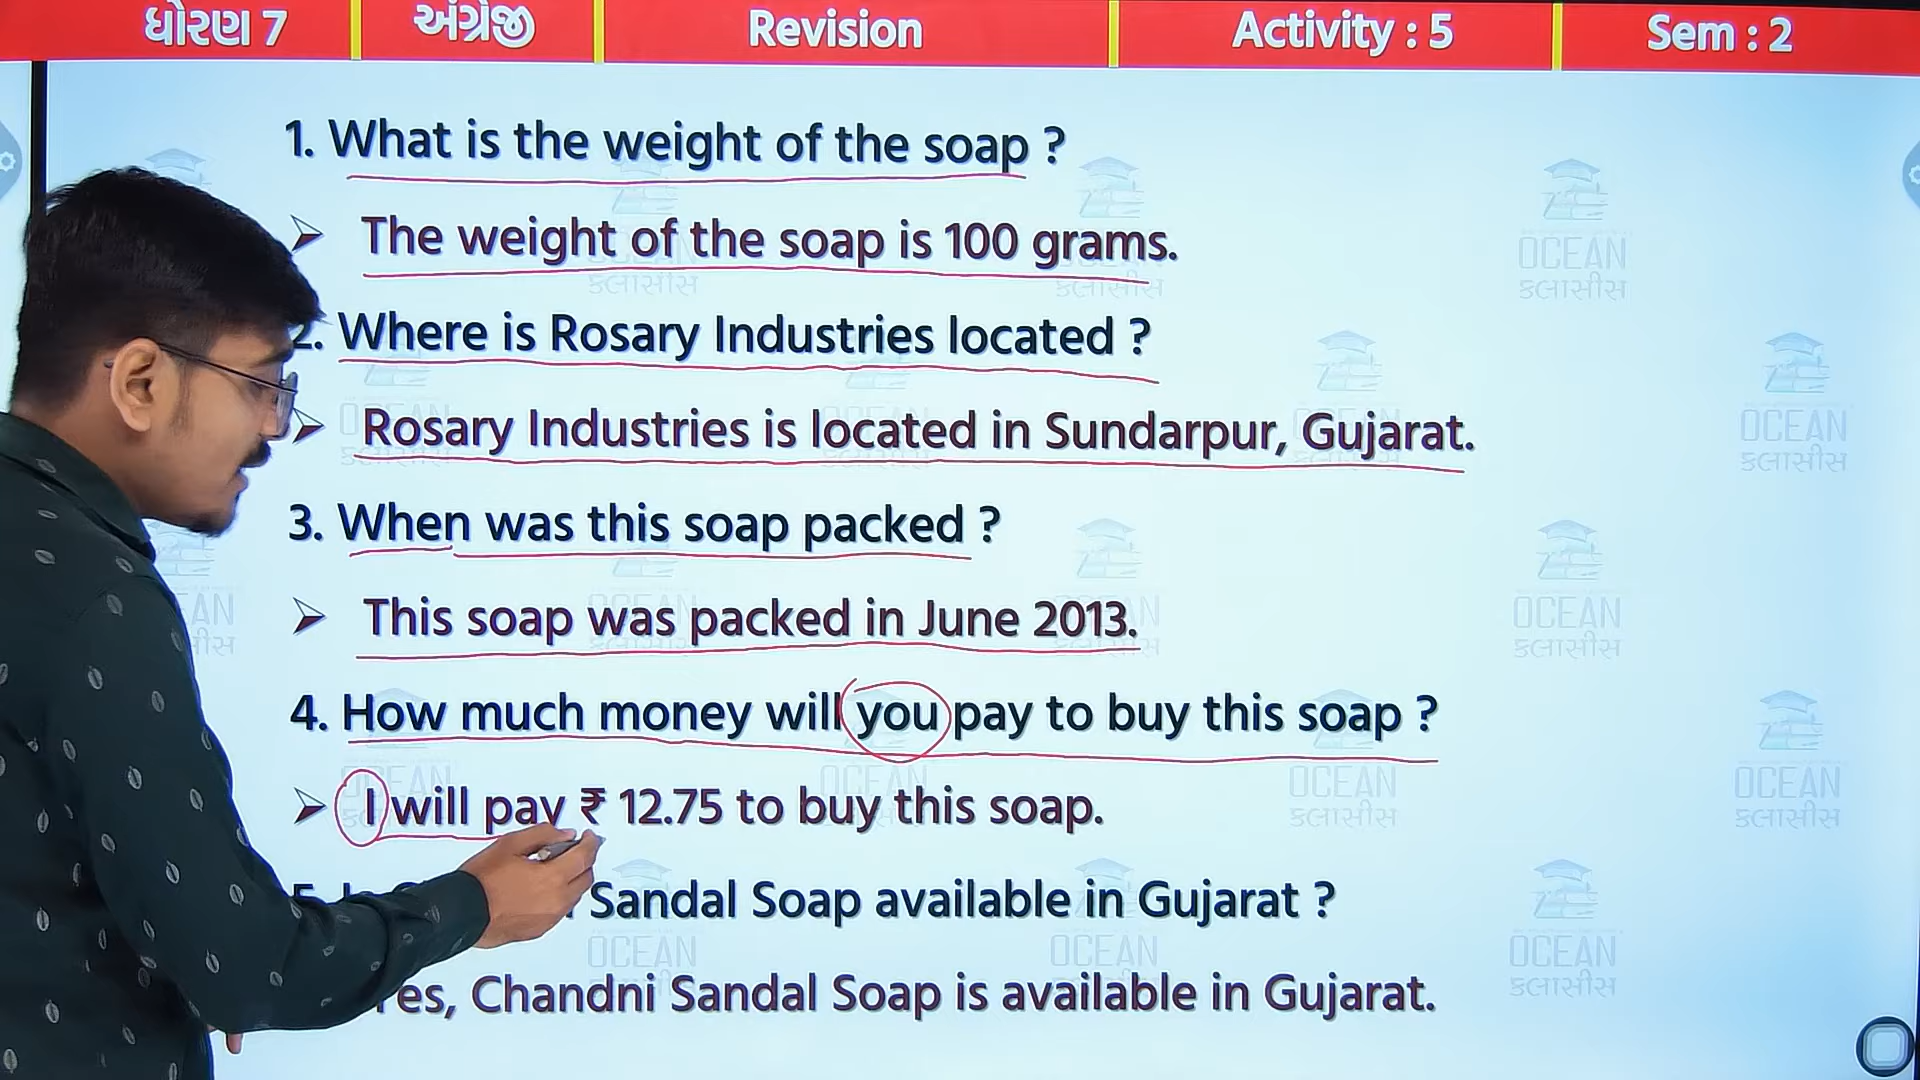 ધોરણ 7 અંગ્રેજી Revision Activity : 5 Sem : 2
1. What is the weight of the soap ?
➢ The weight of the soap is 100 grams.
2. Where is Rosary Industries located ?
➢ Rosary Industries is located in Sundarpur, Gujarat.
3. When was this soap packed ?
➢ This soap was packed in June 2013.
4. How much money will you pay to buy this soap ?
➢ I will pay ₹ 12.75 to buy this soap.
Sandal Soap available in Gujarat ?
Yes, Chandni Sandal Soap is available in Gujarat.
OCEAN
કલાસીસ